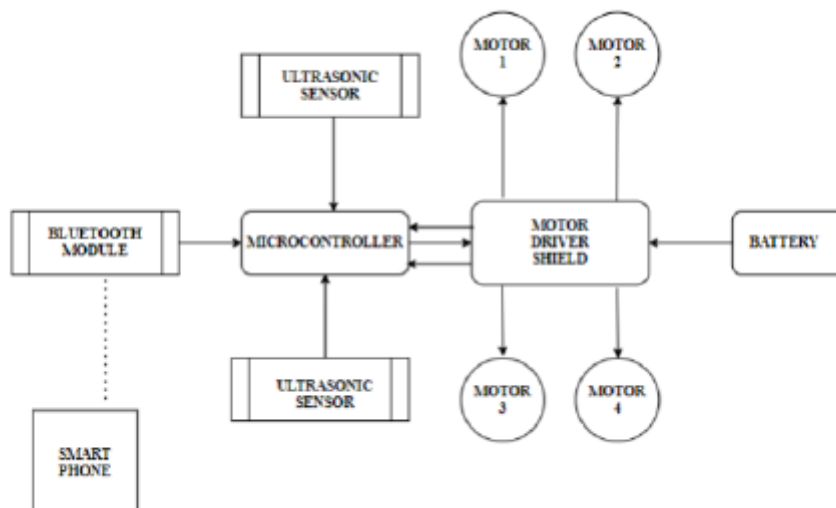 MOTOR
1
MOTOR
2
ULTRASONIC
SENSOR
BLUETOOTH
MODULE
MICROCONTROLLER
MOTOR
DRIVER
SHIELD
BATTERY
ULTRASONIC
SENSOR
MOTOR
3
MOTOR
4
SMART
PHONE